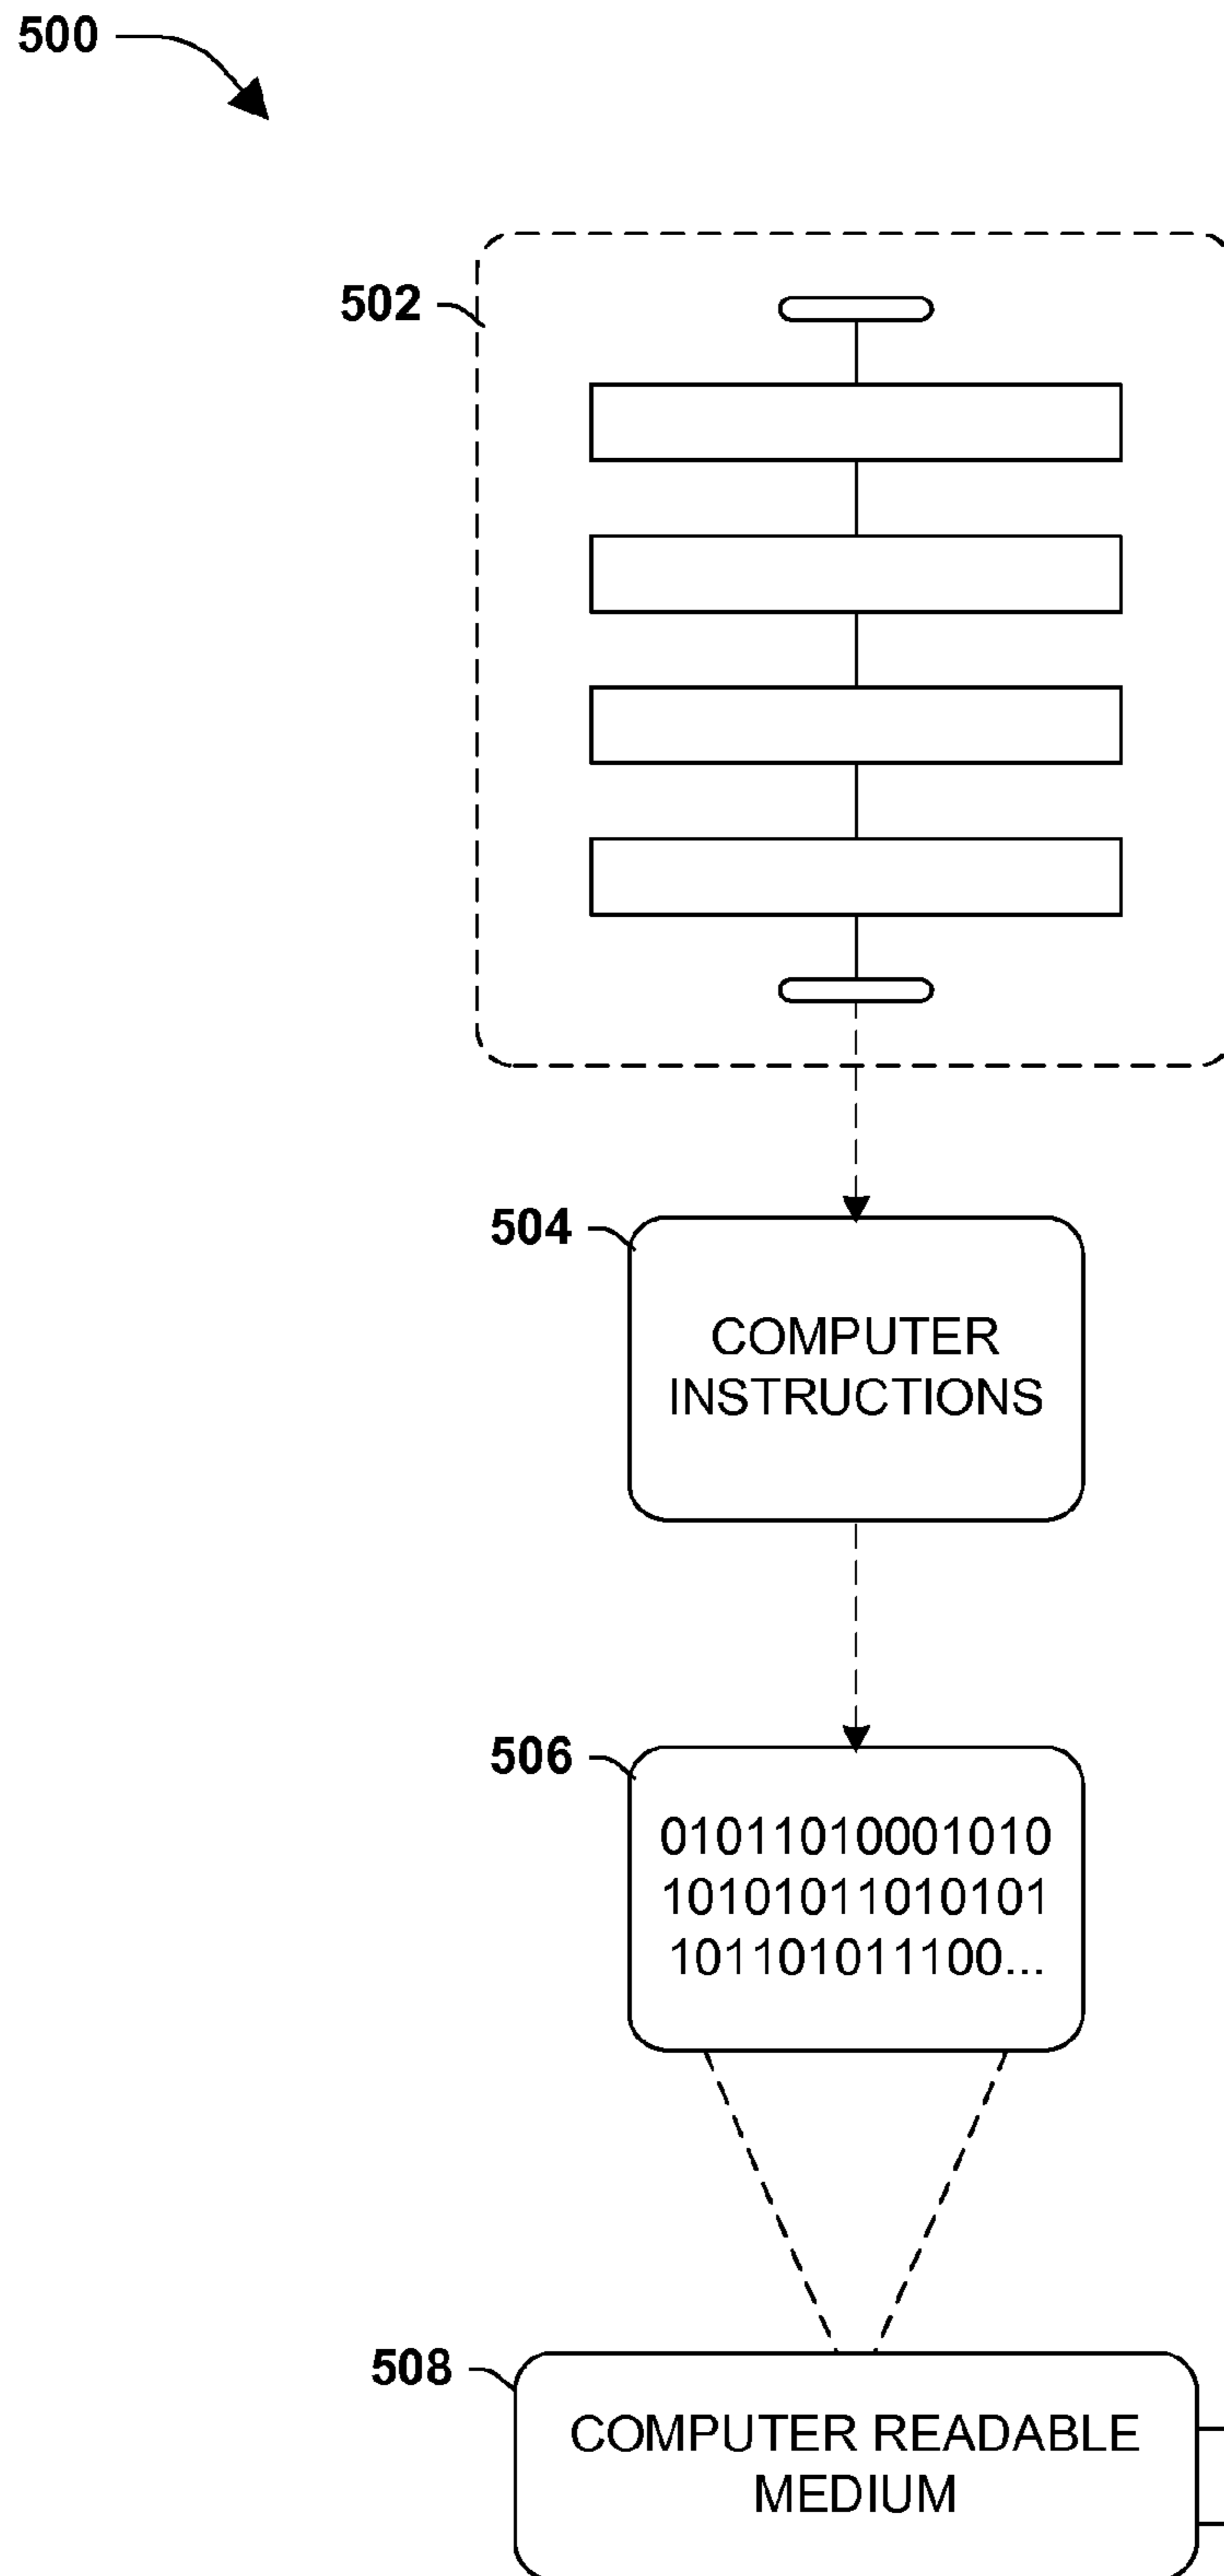 500
502
504
COMPUTER
INSTRUCTIONS
506
01011010001010
10101011010101
101101011100...
508
COMPUTER READABLE
MEDIUM